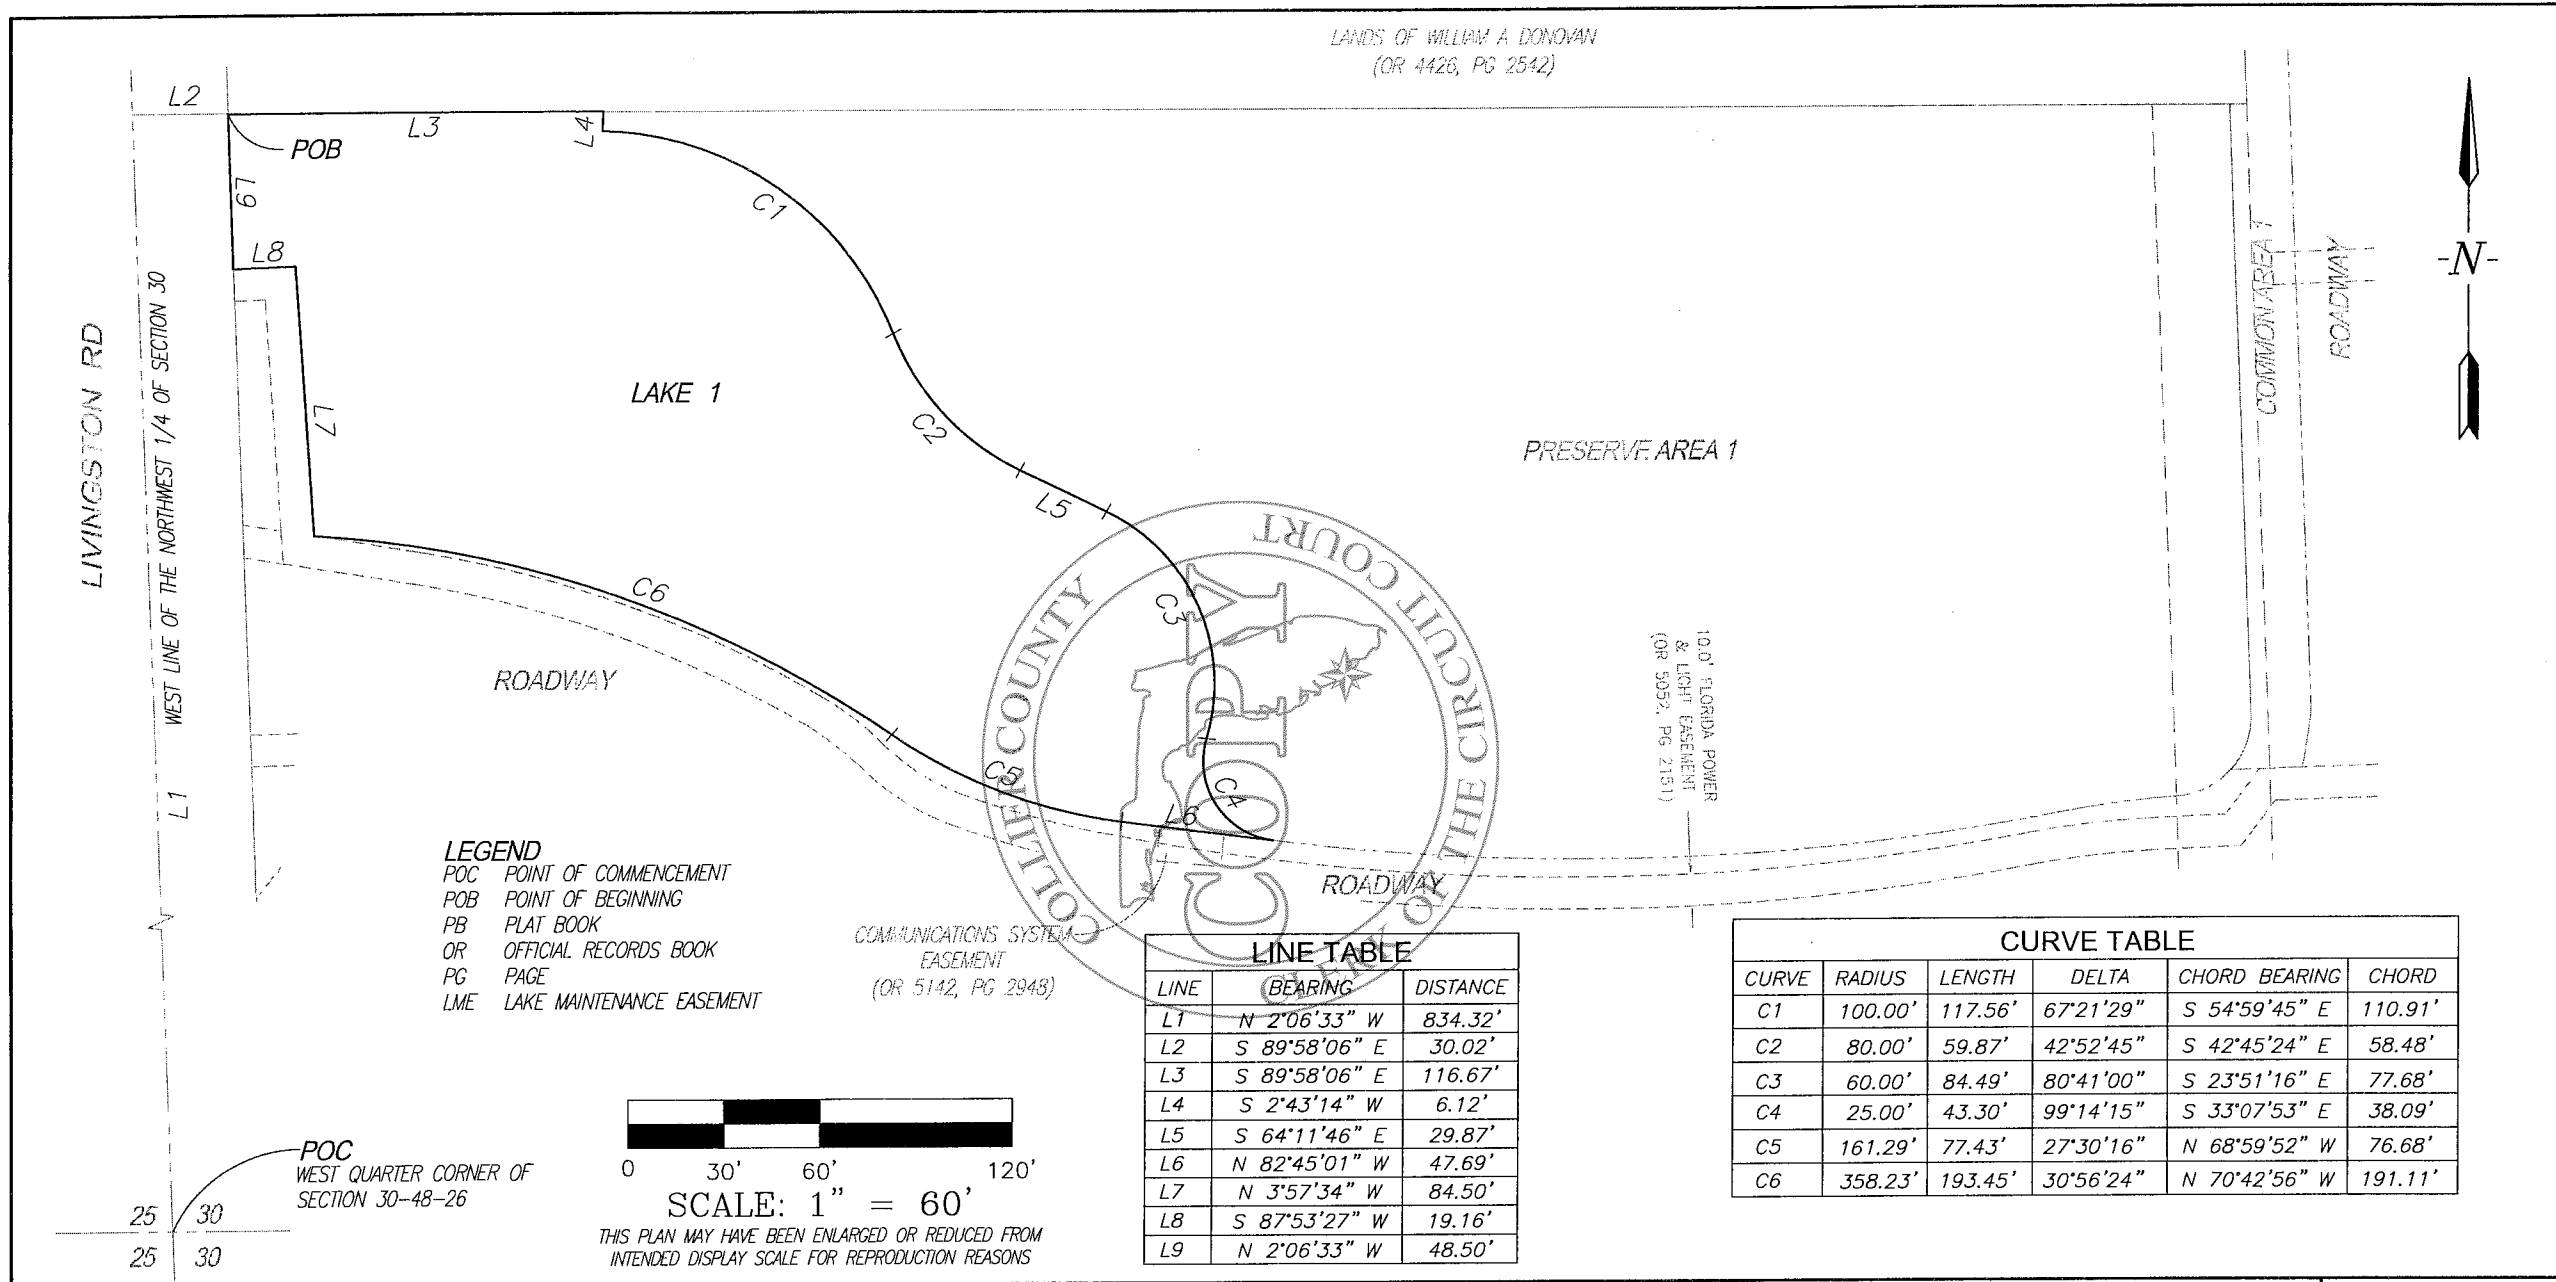 LANDS OF WILLIAM A DONOVAN
(OR 4426, PG 2542)
L2
L3
L4
POB
L9
C1
L8
-N-
COMMON AREA 1
ROADWAY
LIVINGSTON RD
WEST LINE OF THE NORTHWEST 1/4 OF SECTION 30
L1
L7
LAKE 1
C2
PRESERVE AREA 1
L5
C6
C3
ROADWAY
10.0' FLORIDA POWER
& LIGHT EASEMENT
(OR 5052, PG 2151)
C5
C4
L6
ROADWAY
COLLIER COUNTY
CLERK OF THE CIRCUIT COURT
COPY
LEGEND
POC POINT OF COMMENCEMENT
POB POINT OF BEGINNING
PB PLAT BOOK
OR OFFICIAL RECORDS BOOK
PG PAGE
LME LAKE MAINTENANCE EASEMENT
COMMUNICATIONS SYSTEM
EASEMENT
(OR 5142, PG 2948)
LINE TABLE
LINE BEARING DISTANCE
L1 N 2°06'33" W 834.32'
L2 S 89°58'06" E 30.02'
L3 S 89°58'06" E 116.67'
L4 S 2°43'14" W 6.12'
L5 S 64°11'46" E 29.87'
L6 N 82°45'01" W 47.69'
L7 N 3°57'34" W 84.50'
L8 S 87°53'27" W 19.16'
L9 N 2°06'33" W 48.50'
CURVE TABLE
CURVE RADIUS LENGTH DELTA CHORD BEARING CHORD
C1 100.00' 117.56' 67°21'29" S 54°59'45" E 110.91'
C2 80.00' 59.87' 42°52'45" S 42°45'24" E 58.48'
C3 60.00' 84.49' 80°41'00" S 23°51'16" E 77.68'
C4 25.00' 43.30' 99°14'15" S 33°07'53" E 38.09'
C5 161.29' 77.43' 27°30'16" N 68°59'52" W 76.68'
C6 358.23' 193.45' 30°56'24" N 70°42'56" W 191.11'
POC
WEST QUARTER CORNER OF
SECTION 30-48-26
25 30
25 30
0 30' 60' 120'
SCALE: 1" = 60'
THIS PLAN MAY HAVE BEEN ENLARGED OR REDUCED FROM
INTENDED DISPLAY SCALE FOR REPRODUCTION REASONS